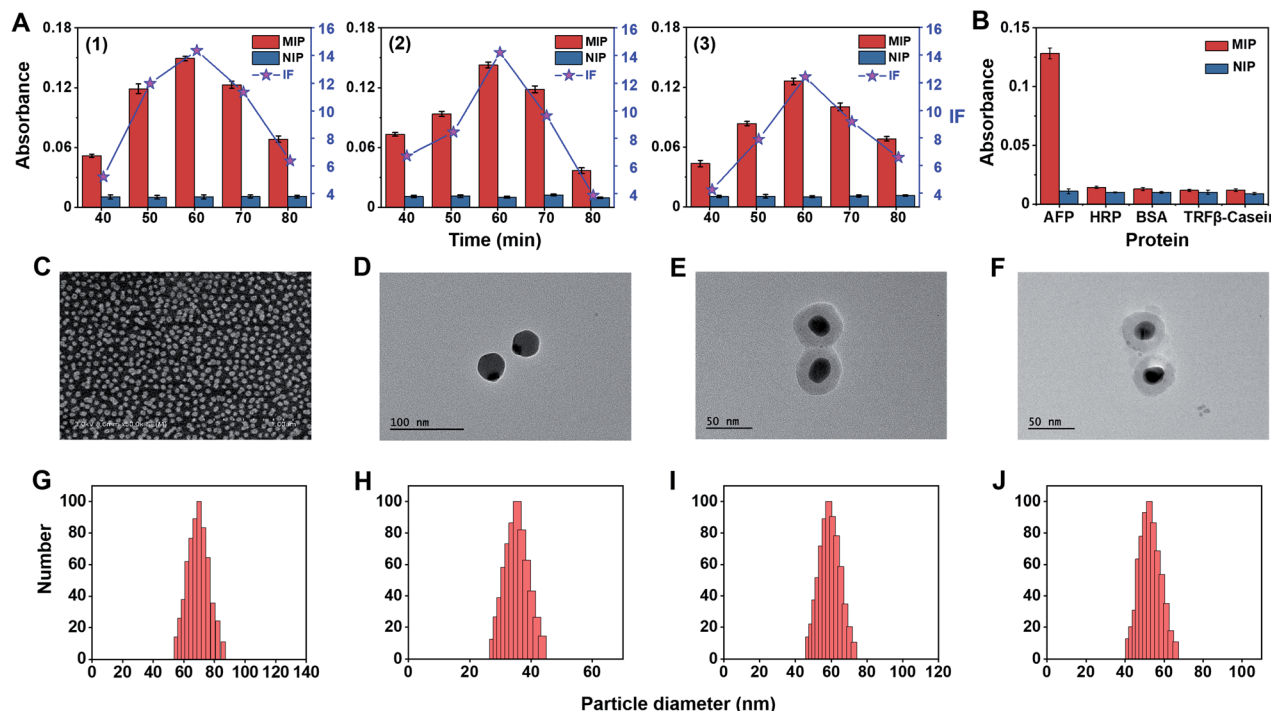 A
(1)
MIP
NIP
IF
(2)
MIP
NIP
IF
(3)
MIP
NIP
IF
Absorbance
0.18
0.12
0.06
0
16
14
12
10
8
6
4
40 50 60 70 80
0.18
0.12
0.06
0
16
14
12
10
8
6
4
40 50 60 70 80
0.18
0.12
0.06
0
16
14
12
10
8
6
4
40 50 60 70 80
IF
Time (min)
B
MIP
NIP
Absorbance
0.15
0.1
0.05
0
AFP HRP BSA TRFβ-Casein
Protein
C
D
100 nm
E
50 nm
F
50 nm
G
Number
100
80
60
40
20
0
0 20 40 60 80 100 120 140
H
100
80
60
40
20
0
0 20 40 60
I
100
80
60
40
20
0
0 20 40 60 80 100 120
J
100
80
60
40
20
0
0 20 40 60 80 100
Particle diameter (nm)